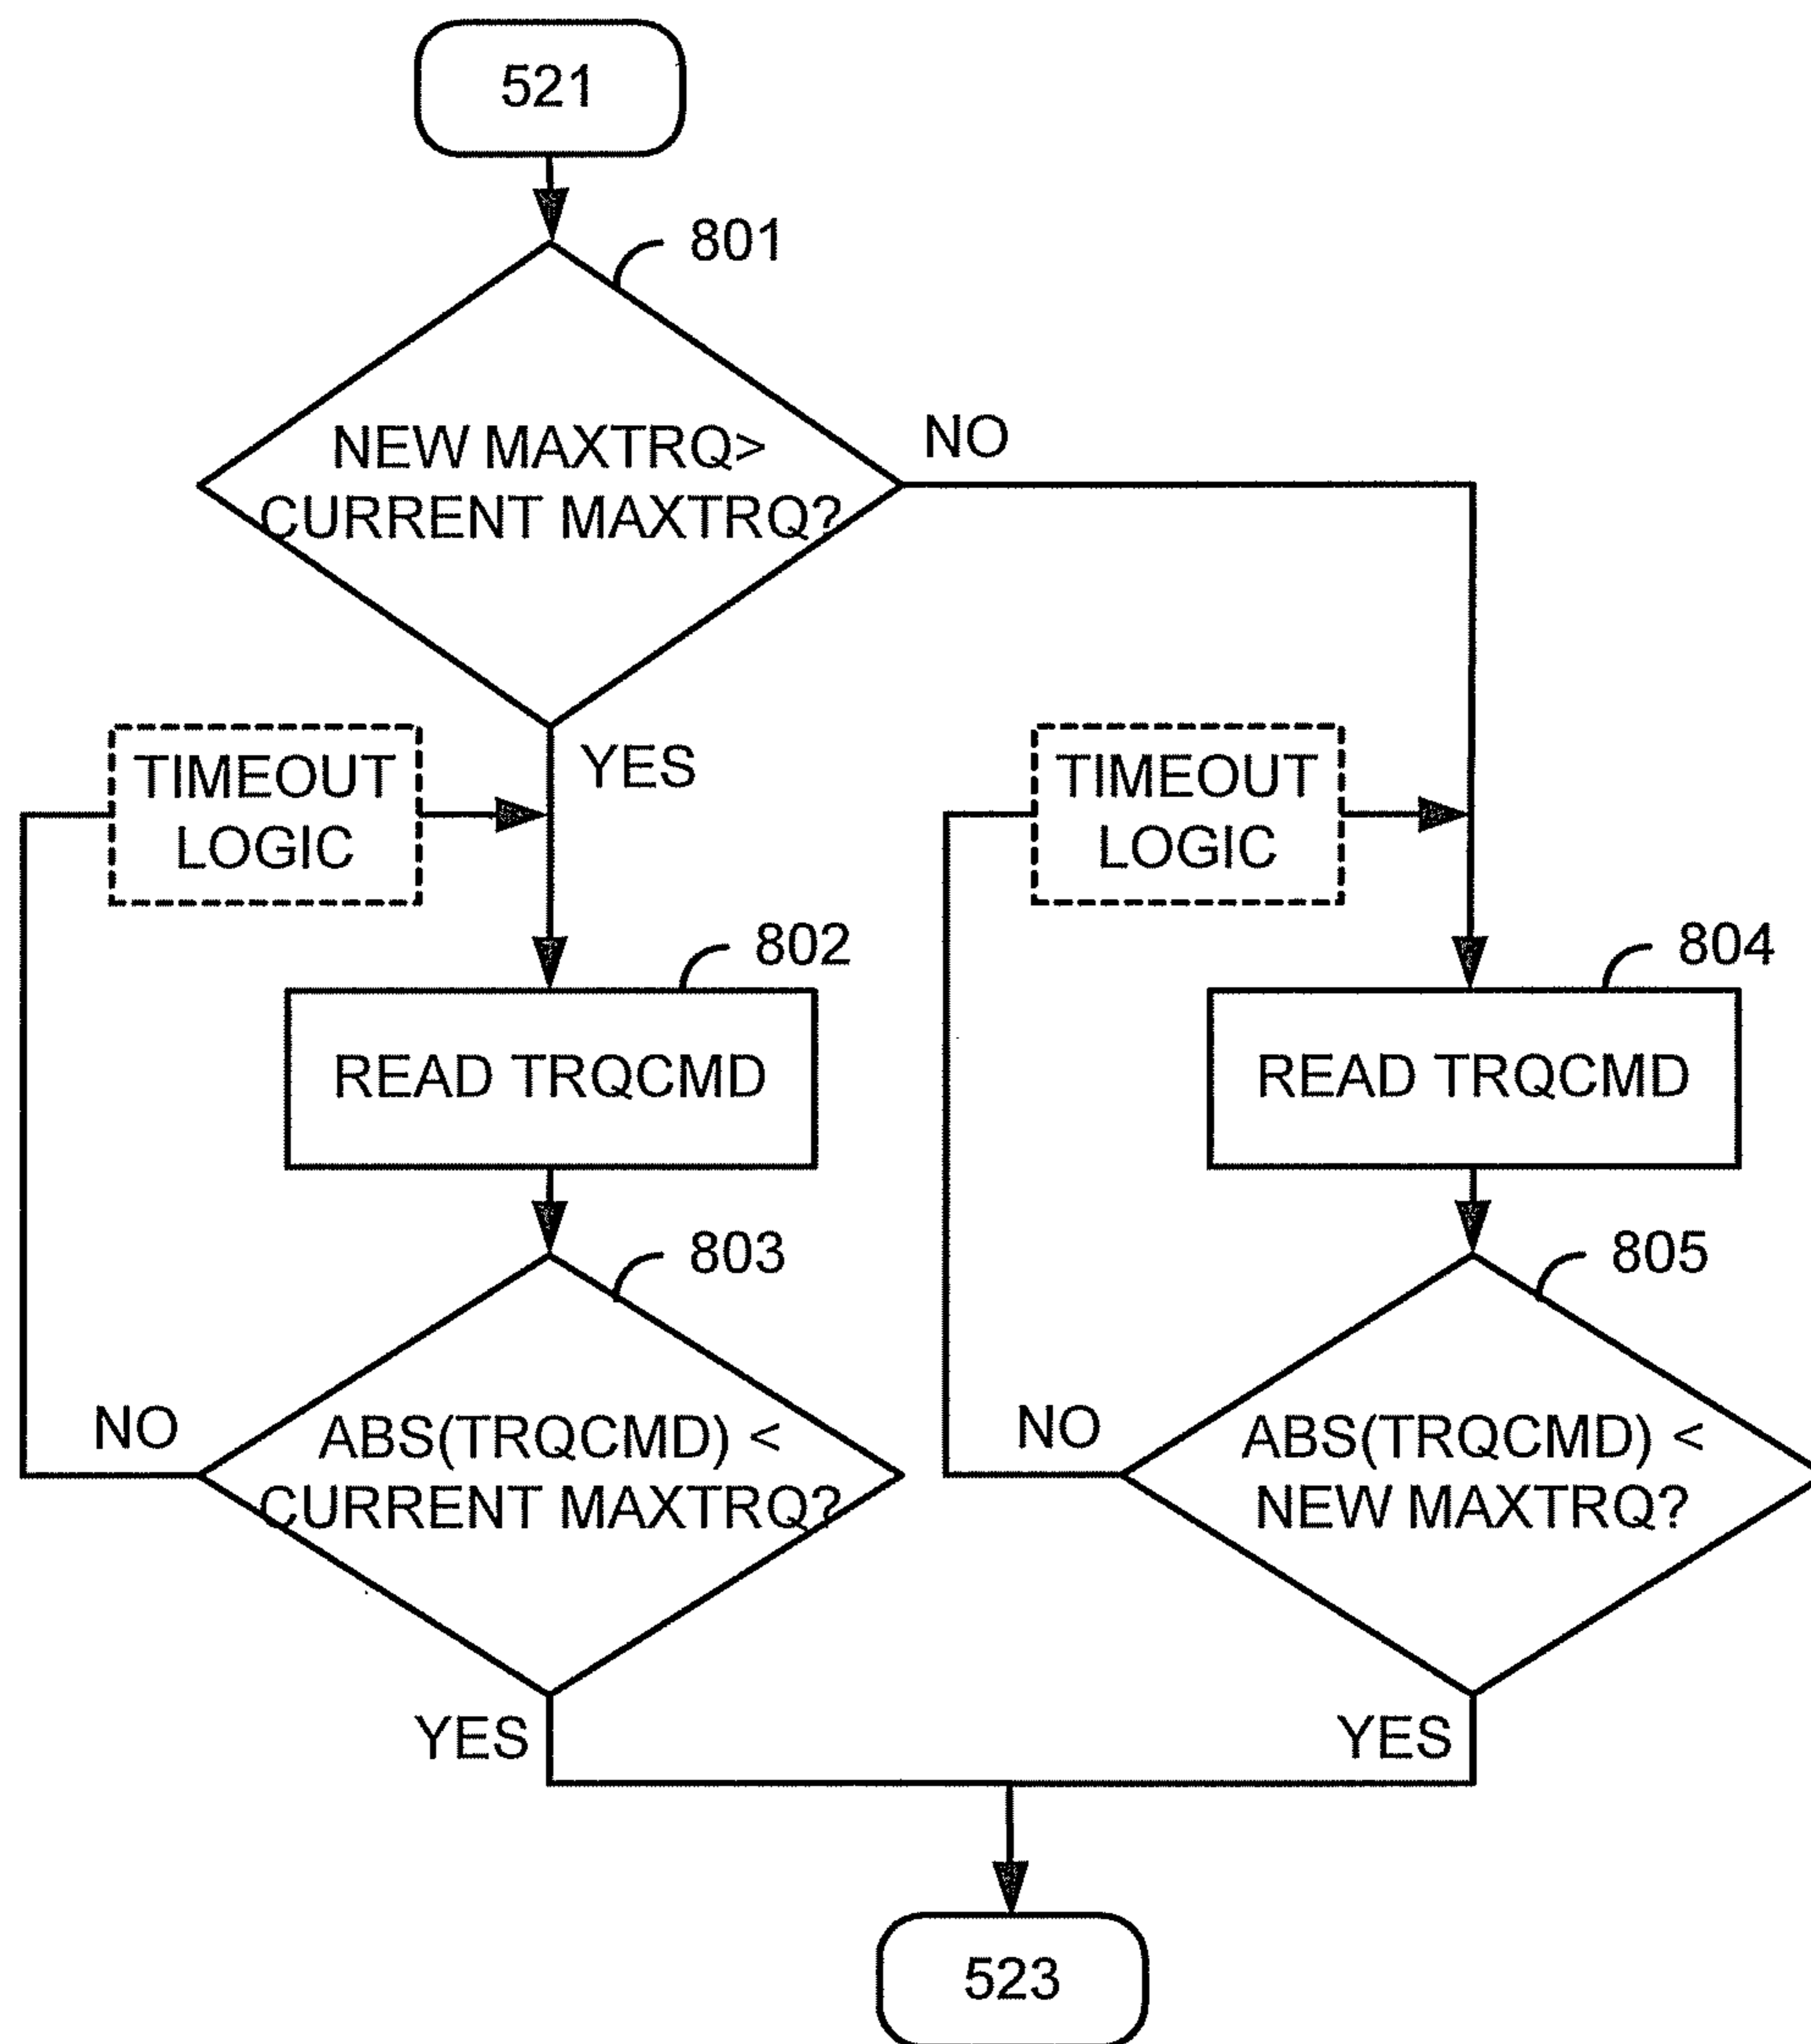 521
801
NEW MAXTRQ>
CURRENT MAXTRQ?
NO
YES
TIMEOUT
LOGIC
TIMEOUT
LOGIC
802
READ TRQCMD
804
READ TRQCMD
803
ABS(TRQCMD) <
CURRENT MAXTRQ?
NO
YES
805
ABS(TRQCMD) <
NEW MAXTRQ?
NO
YES
523